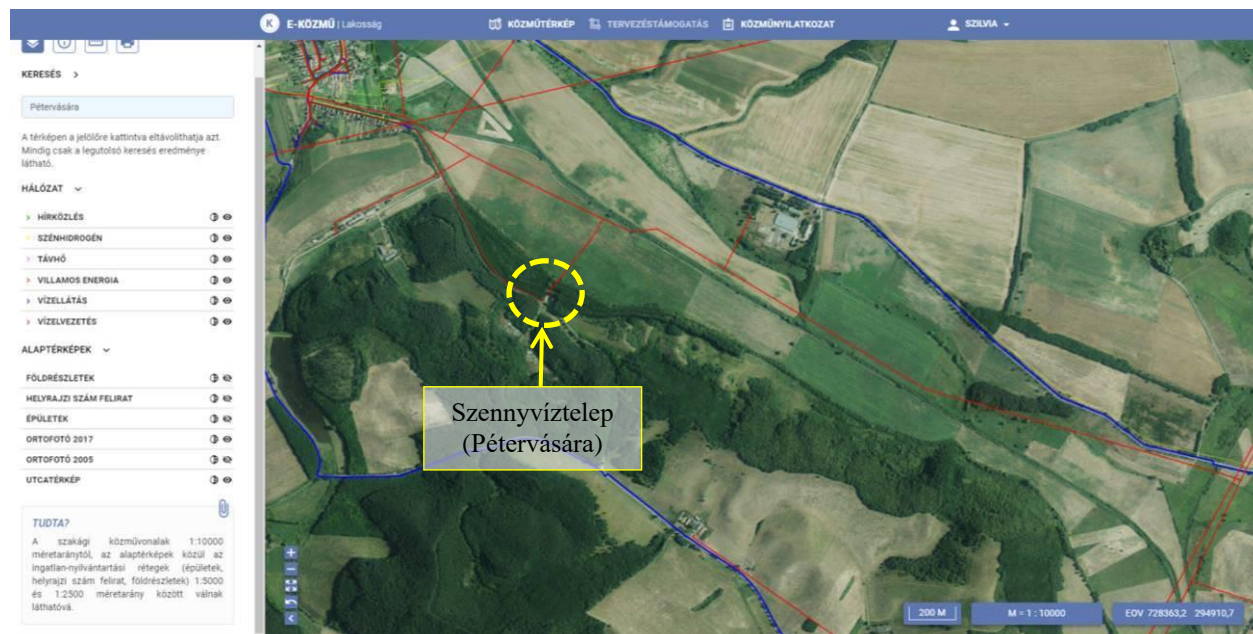 K E-KÖZMŰ | Lakosság KÖZMŰTÉRKÉP TERVEZÉSTÁMOGATÁS KÖZMŰNYILATKOZAT SZILVIA
KERESÉS
Pétervására
A térképen a jelölőre kattintva eltávolíthatja azt.
Mindig csak a legutolsó keresés eredménye
látható.
HÁLÓZAT
HÍRKÖZLÉS
SZÉNHIDROGÉN
TÁVHŐ
VILLAMOS ENERGIA
VÍZELLÁTÁS
VÍZELVEZETÉS
ALAPTÉRKÉPEK
FÖLDRÉSZLETEK
HELYRAJZI SZÁM FELIRAT
ÉPÜLETEK
ORTOFOTÓ 2017
ORTOFOTÓ 2005
UTCATÉRKÉP
TUDTA?
A szakági közművonalak 1:10000
méretaránytól, az alaptérképek közül az
ingatlan-nyilvántartási rétegek (épületek,
helyrajzi szám felirat, földrészletek) 1:5000
és 1:2500 méretarány között válnak
láthatóvá.
Szennyvíztelep
(Pétervására)
200 M M = 1 : 10000 EOV 728363,2 294910,7